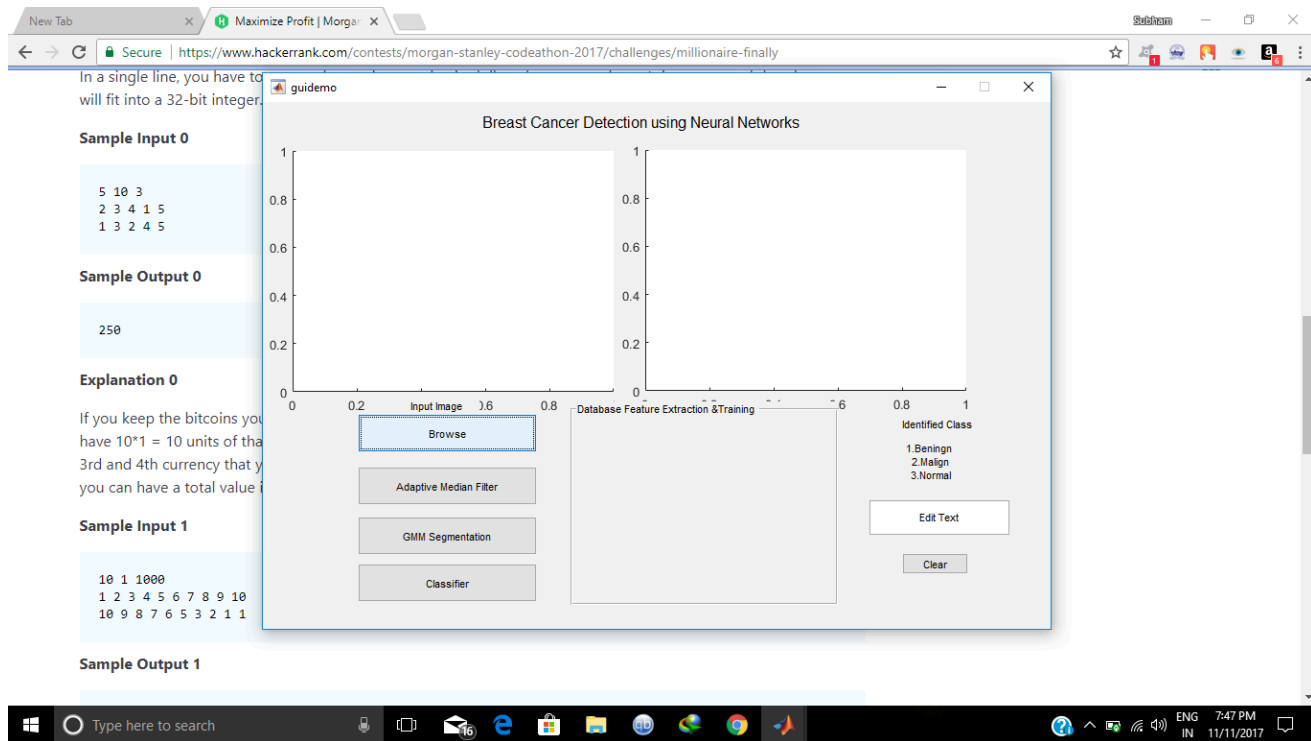 New Tab
Maximize Profit | Morgan
Subham
Secure | https://www.hackerrank.com/contests/morgan-stanley-codeathon-2017/challenges/millionaire-finally
1
6
In a single line, you have to
will fit into a 32-bit integer.
Sample Input 0
5 10 3
2 3 4 1 5
1 3 2 4 5
Sample Output 0
250
Explanation 0
If you keep the bitcoins you
have 10*1 = 10 units of tha
3rd and 4th currency that y
you can have a total value i
Sample Input 1
10 1 1000
1 2 3 4 5 6 7 8 9 10
10 9 8 7 6 5 3 2 1 1
Sample Output 1
guidemo
Breast Cancer Detection using Neural Networks
1
0.8
0.6
0.4
0.2
0
0 0.2 0.8
1
0.8
0.6
0.4
0.2
0
0.8 1
Input Image
Browse
Adaptive Median Filter
GMM Segmentation
Classifier
Database Feature Extraction &Training
Identified Class
1.Beningn
2.Malign
3.Normal
Edit Text
Clear
Type here to search
16
ENG
IN
7:47 PM
11/11/2017